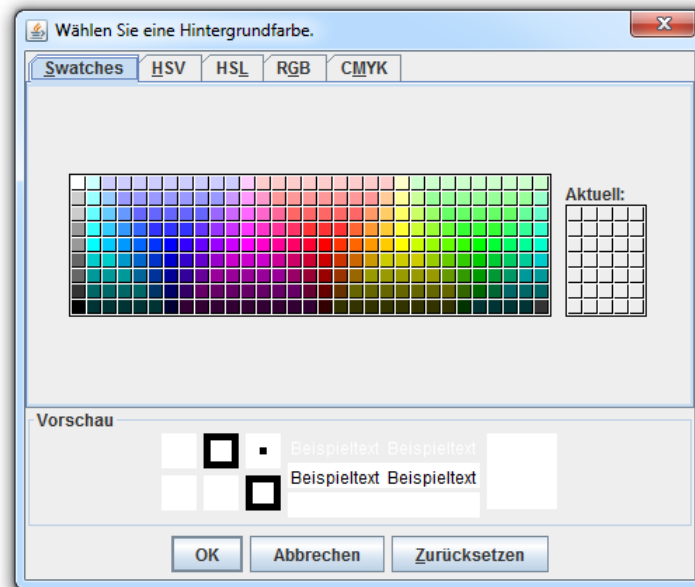 Wählen Sie eine Hintergrundfarbe.
Swatches HSV HSL RGB CMYK
Aktuell:
Vorschau
Beispieltext Beispieltext
Beispieltext Beispieltext
OK Abbrechen Zurücksetzen